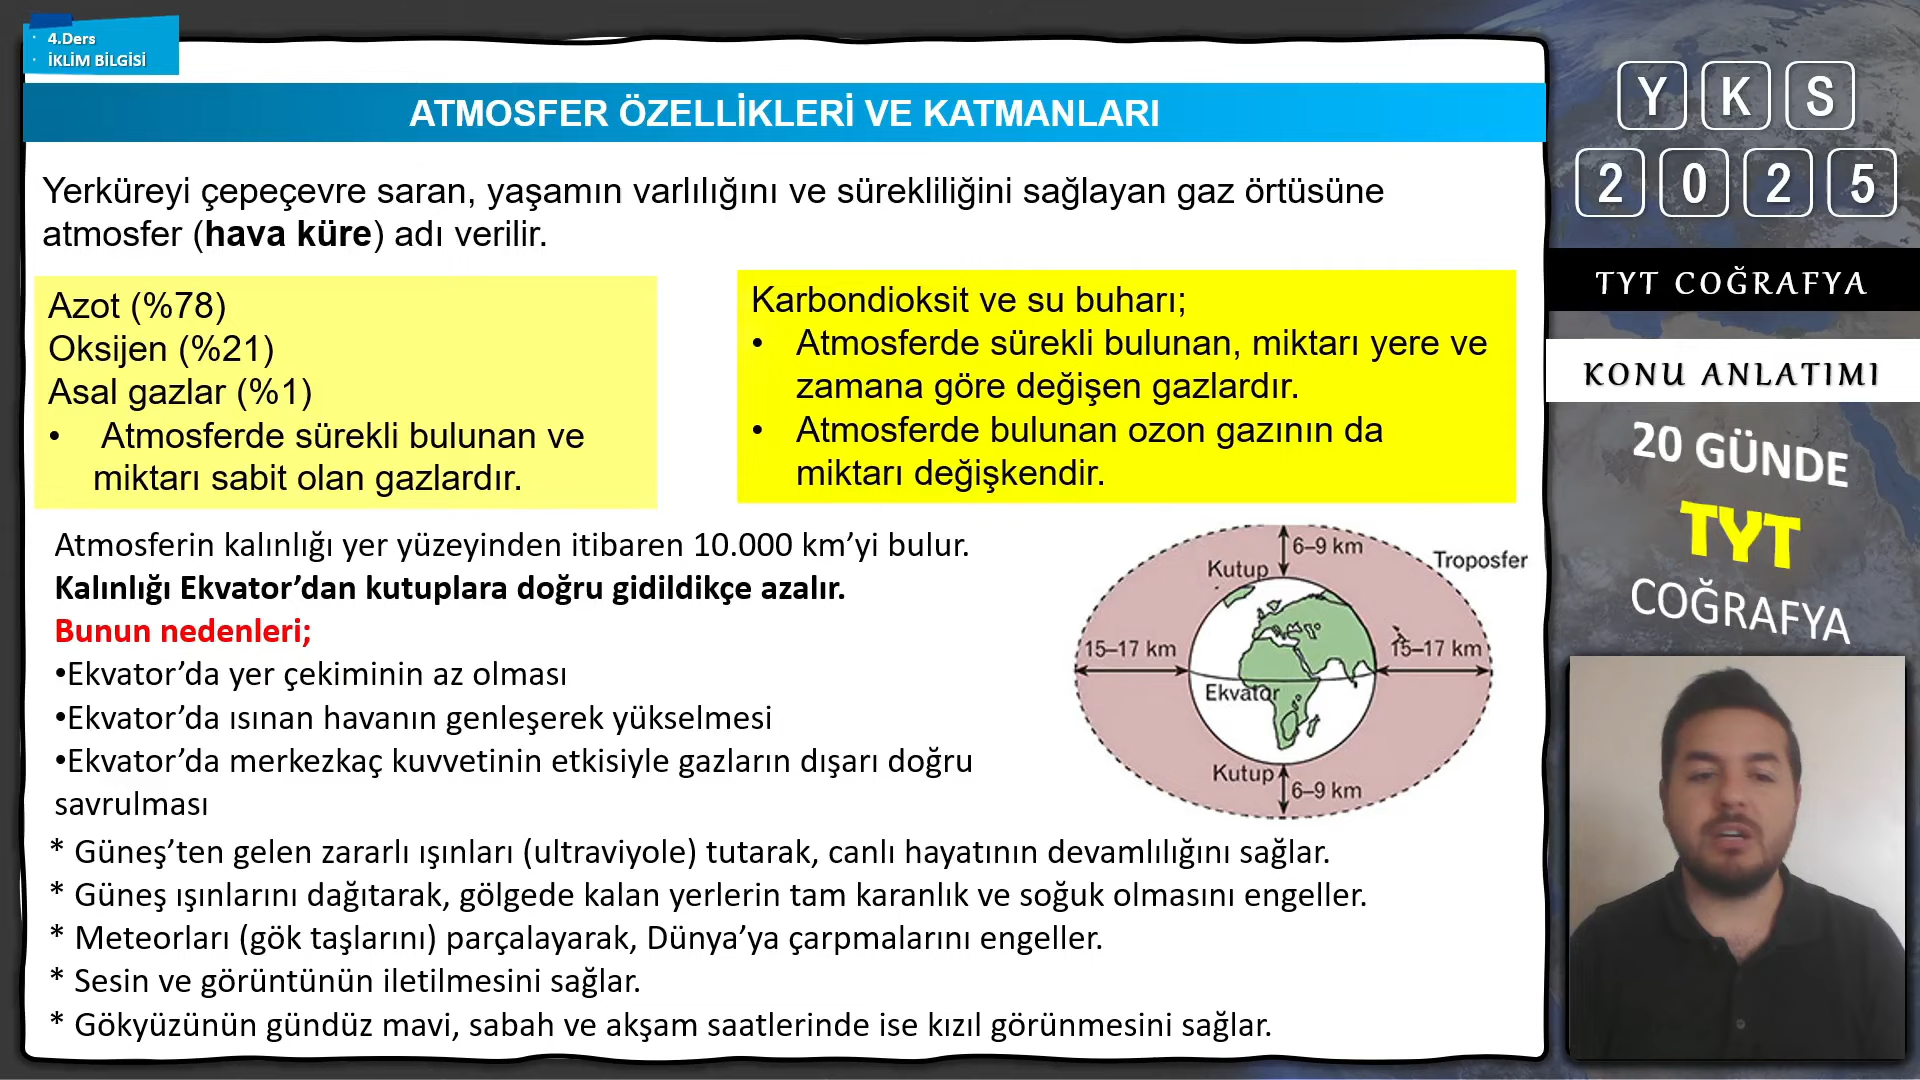 4.Ders
İKLİM BİLGİSİ
ATMOSFER ÖZELLİKLERİ VE KATMANLARI
Yerküreyi çepeçevre saran, yaşamın varlılığını ve sürekliliğini sağlayan gaz örtüsüne
atmosfer (hava küre) adı verilir.
Azot (%78)
Oksijen (%21)
Asal gazlar (%1)
• Atmosferde sürekli bulunan ve
miktarı sabit olan gazlardır.
Karbondioksit ve su buharı;
• Atmosferde sürekli bulunan, miktarı yere ve
zamana göre değişen gazlardır.
• Atmosferde bulunan ozon gazının da
miktarı değişkendir.
Atmosferin kalınlığı yer yüzeyinden itibaren 10.000 km’yi bulur.
Kalınlığı Ekvator’dan kutuplara doğru gidildikçe azalır.
Bunun nedenleri;
•Ekvator’da yer çekiminin az olması
•Ekvator’da ısınan havanın genleşerek yükselmesi
•Ekvator’da merkezkaç kuvvetinin etkisiyle gazların dışarı doğru
savrulması
6–9 km
Troposfer
Kutup
15–17 km
15–17 km
Ekvator
Kutup
6–9 km
* Güneş’ten gelen zararlı ışınları (ultraviyole) tutarak, canlı hayatının devamlılığını sağlar.
* Güneş ışınlarını dağıtarak, gölgede kalan yerlerin tam karanlık ve soğuk olmasını engeller.
* Meteorları (gök taşlarını) parçalayarak, Dünya’ya çarpmalarını engeller.
* Sesin ve görüntünün iletilmesini sağlar.
* Gökyüzünün gündüz mavi, sabah ve akşam saatlerinde ise kızıl görünmesini sağlar.
YKS
2025
TYT COĞRAFYA
KONU ANLATIMI
20 GÜNDE
TYT
COĞRAFYA